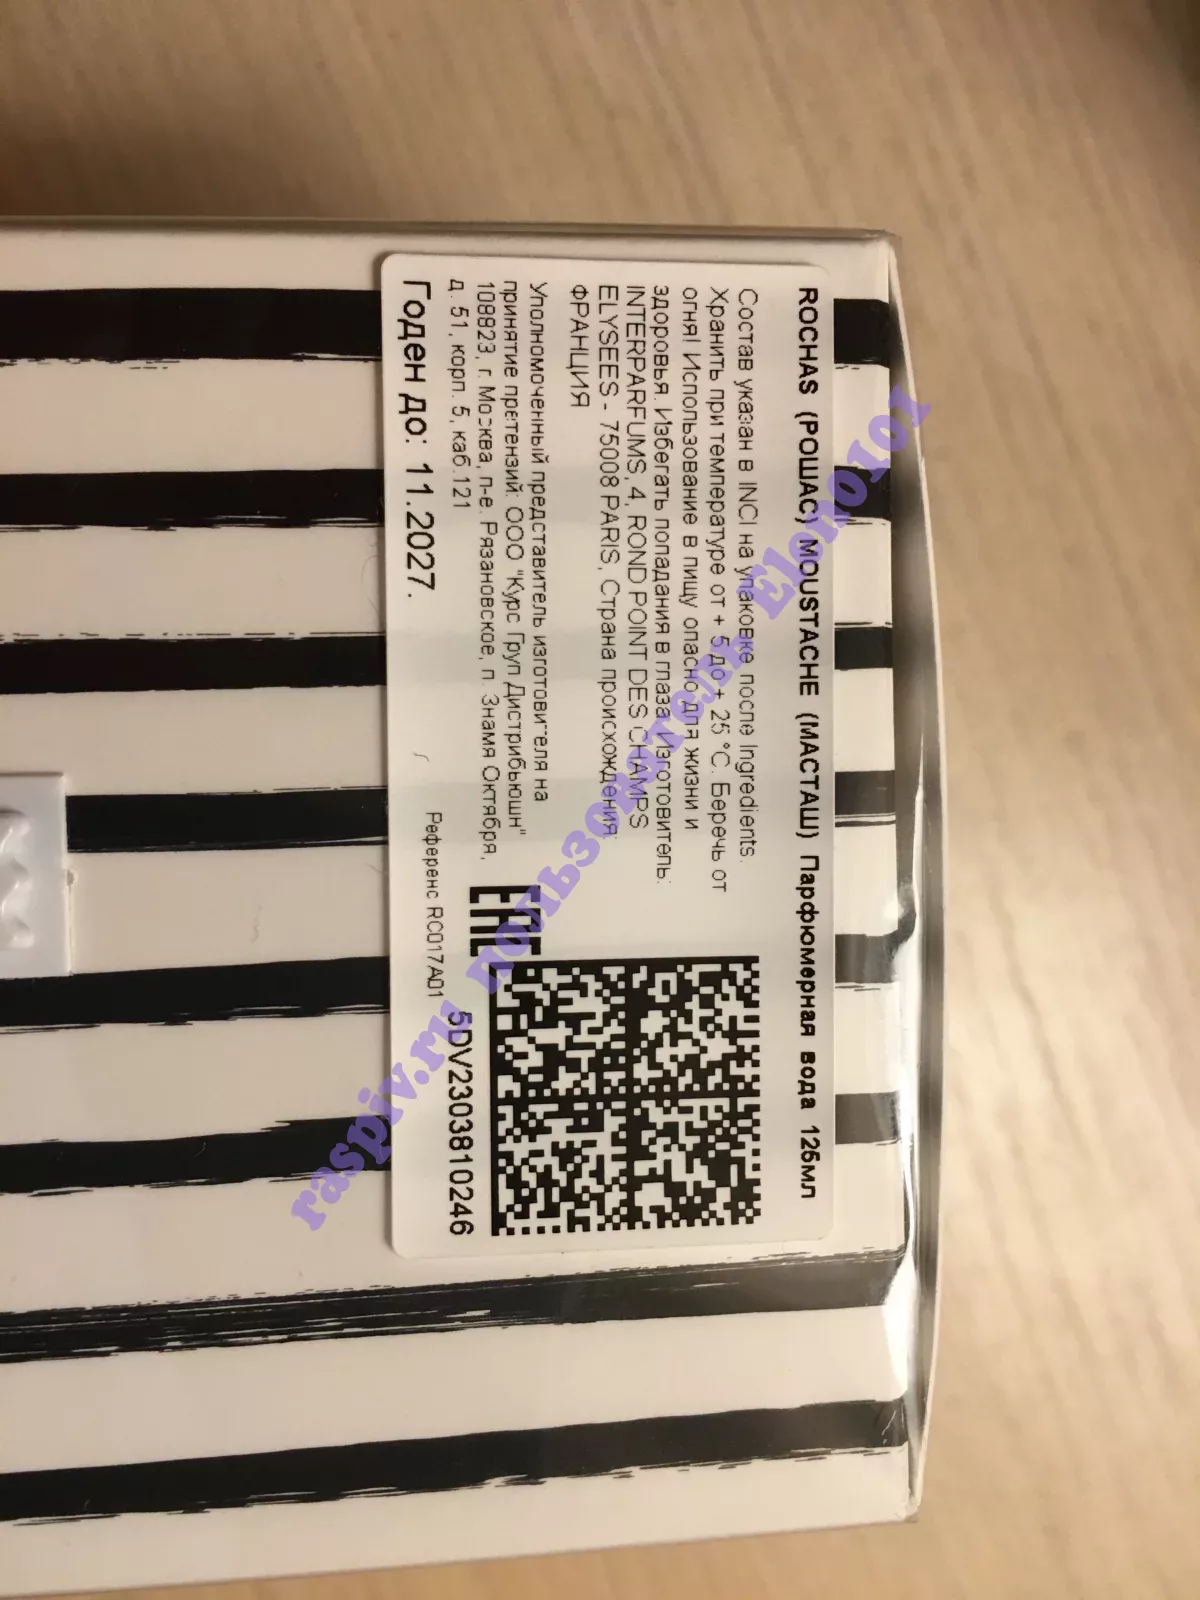 ROCHAS (РОШАС) MOUSTACHE (МАСТАШ) Парфюмерная вода 125мл
Состав указан в INCI на упаковке после Ingredients.
Хранить при температуре от + 5 до + 25 °C. Беречь от
огня! Использование в пищу опасно для жизни и
здоровья. Избегать попадания в глаза. Изготовитель:
INTERPARFUMS, 4, ROND POINT DES CHAMPS
ELYSEES - 75008 PARIS, Страна происхождения:
ФРАНЦИЯ
Уполномоченный представитель изготовителя на
принятие претензий: ООО "Курс Груп Дистрибьюшн"
108823, г. Москва, п-е. Рязановское, п. Знамя Октября,
д. 51, корп. 5, каб.121
Годен до: 11.2027.
Референс RC017A01
EAC
5DV2303810246
raspiv.ru пользователь Eleno101